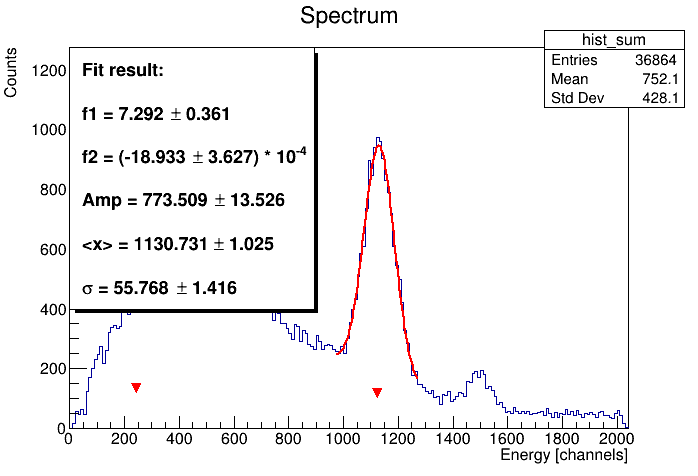 Spectrum
hist_sum
Entries 36864
Mean 752.1
Std Dev 428.1
Counts
1200
1000
800
600
400
200
0
Fit result:
f1 = 7.292 ± 0.361
f2 = (-18.933 ± 3.627) * 10⁻⁴
Amp = 773.509 ± 13.526
<x> = 1130.731 ± 1.025
σ = 55.768 ± 1.416
0 200 400 600 800 1000 1200 1400 1600 1800 2000
Energy [channels]